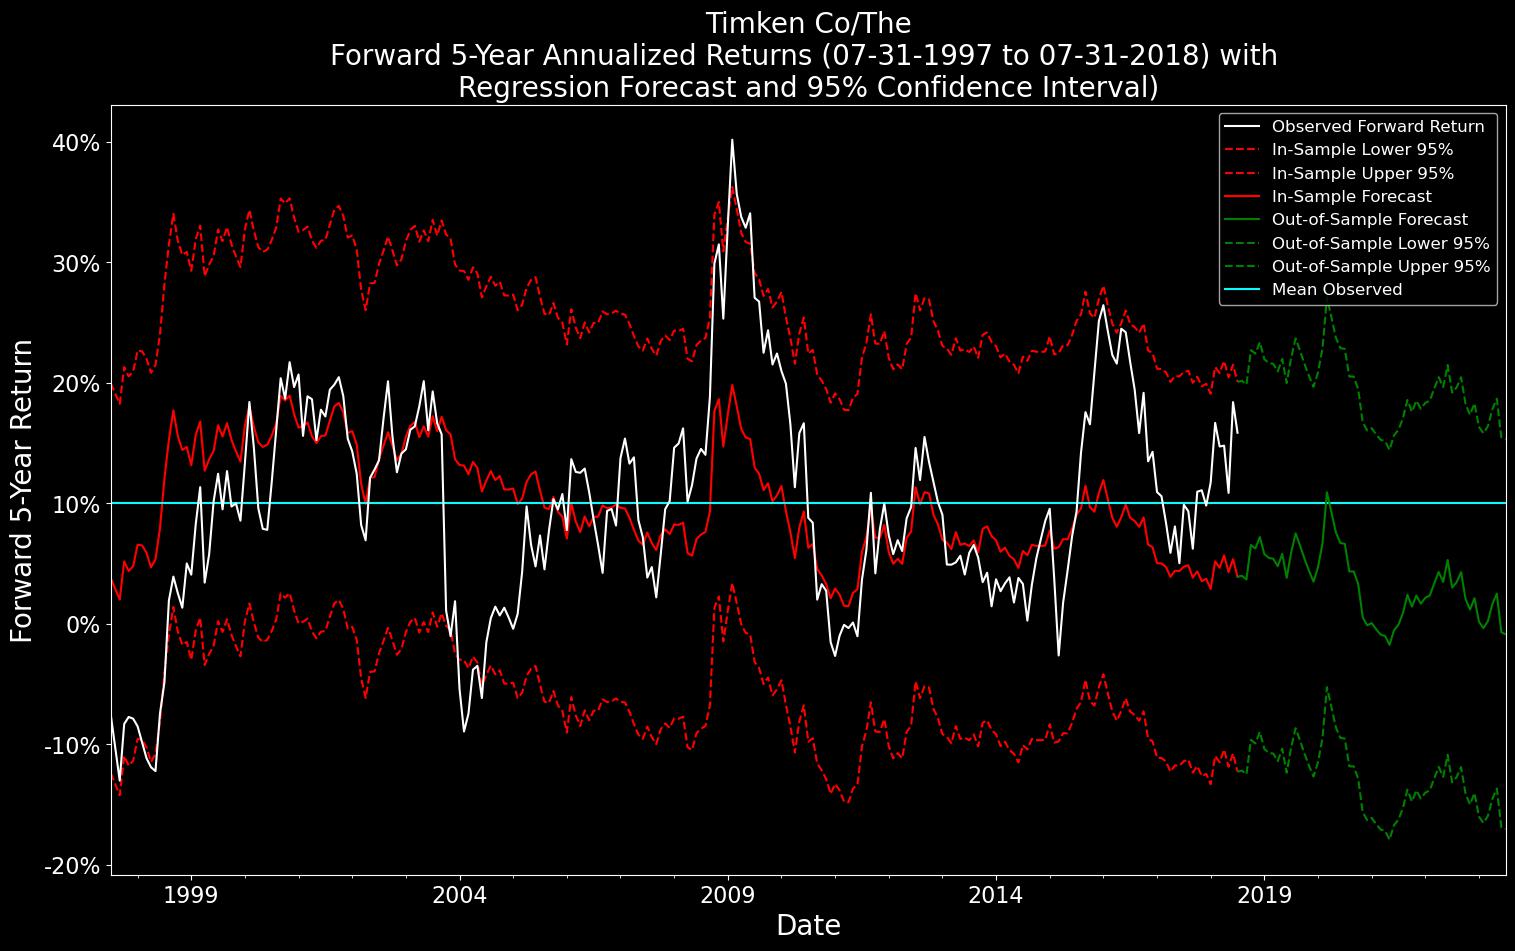 Timken Co/The
Forward 5-Year Annualized Returns (07-31-1997 to 07-31-2018) with
Regression Forecast and 95% Confidence Interval)
Forward 5-Year Return
40%
30%
20%
10%
0%
-10%
-20%
Observed Forward Return
In-Sample Lower 95%
In-Sample Upper 95%
In-Sample Forecast
Out-of-Sample Forecast
Out-of-Sample Lower 95%
Out-of-Sample Upper 95%
Mean Observed
1999 2004 2009 2014 2019
Date